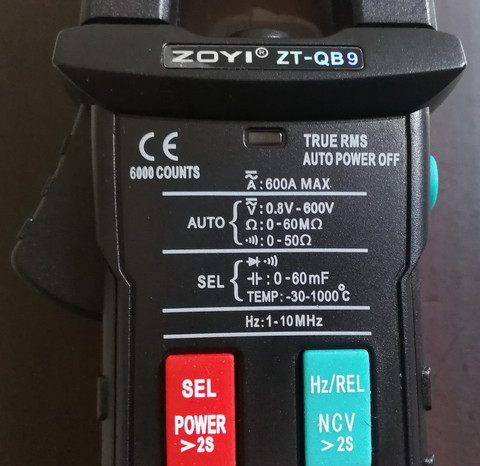 ZOYI® ZT-QB9
CE
6000 COUNTS
TRUE RMS
AUTO POWER OFF
A:600A MAX
AUTO
V:0.8V-600V
Ω:0-60MΩ
:0-50Ω
SEL
:0-60mF
TEMP:-30-1000℃
Hz:1-10MHz
SEL
POWER
>2S
Hz/REL
NCV
>2S